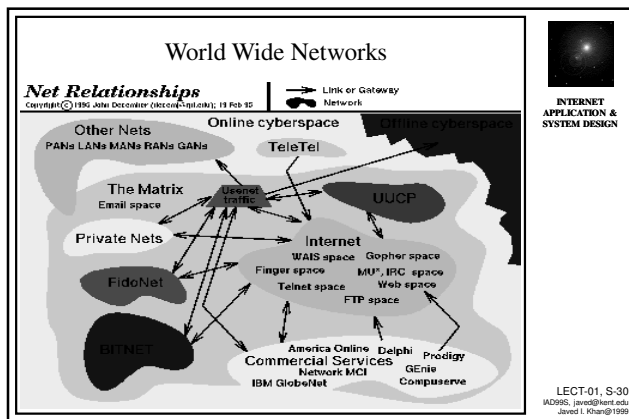 World Wide Networks
Net Relationships
Copyright © 1995 John December (decemj@rpi.edu); 19 Feb 95
Link or Gateway
Network
Other Nets
PANs LANs MANs RANs GANs
Online cyberspace
Offline cyberspace
TeleTel
The Matrix
Email space
Usenet
traffic
UUCP
Private Nets
Internet
WAIS space
Gopher space
Finger space
MU*, IRC space
Web space
Telnet space
FTP space
FidoNet
BITNET
America Online
Delphi
Prodigy
Commercial Services
Network MCI
GEnie
IBM GlobeNet
Compuserve
INTERNET
APPLICATION &
SYSTEM DESIGN
LECT-01, S-30
IAD99S, javed@kent.edu
Javed I. Khan@1999